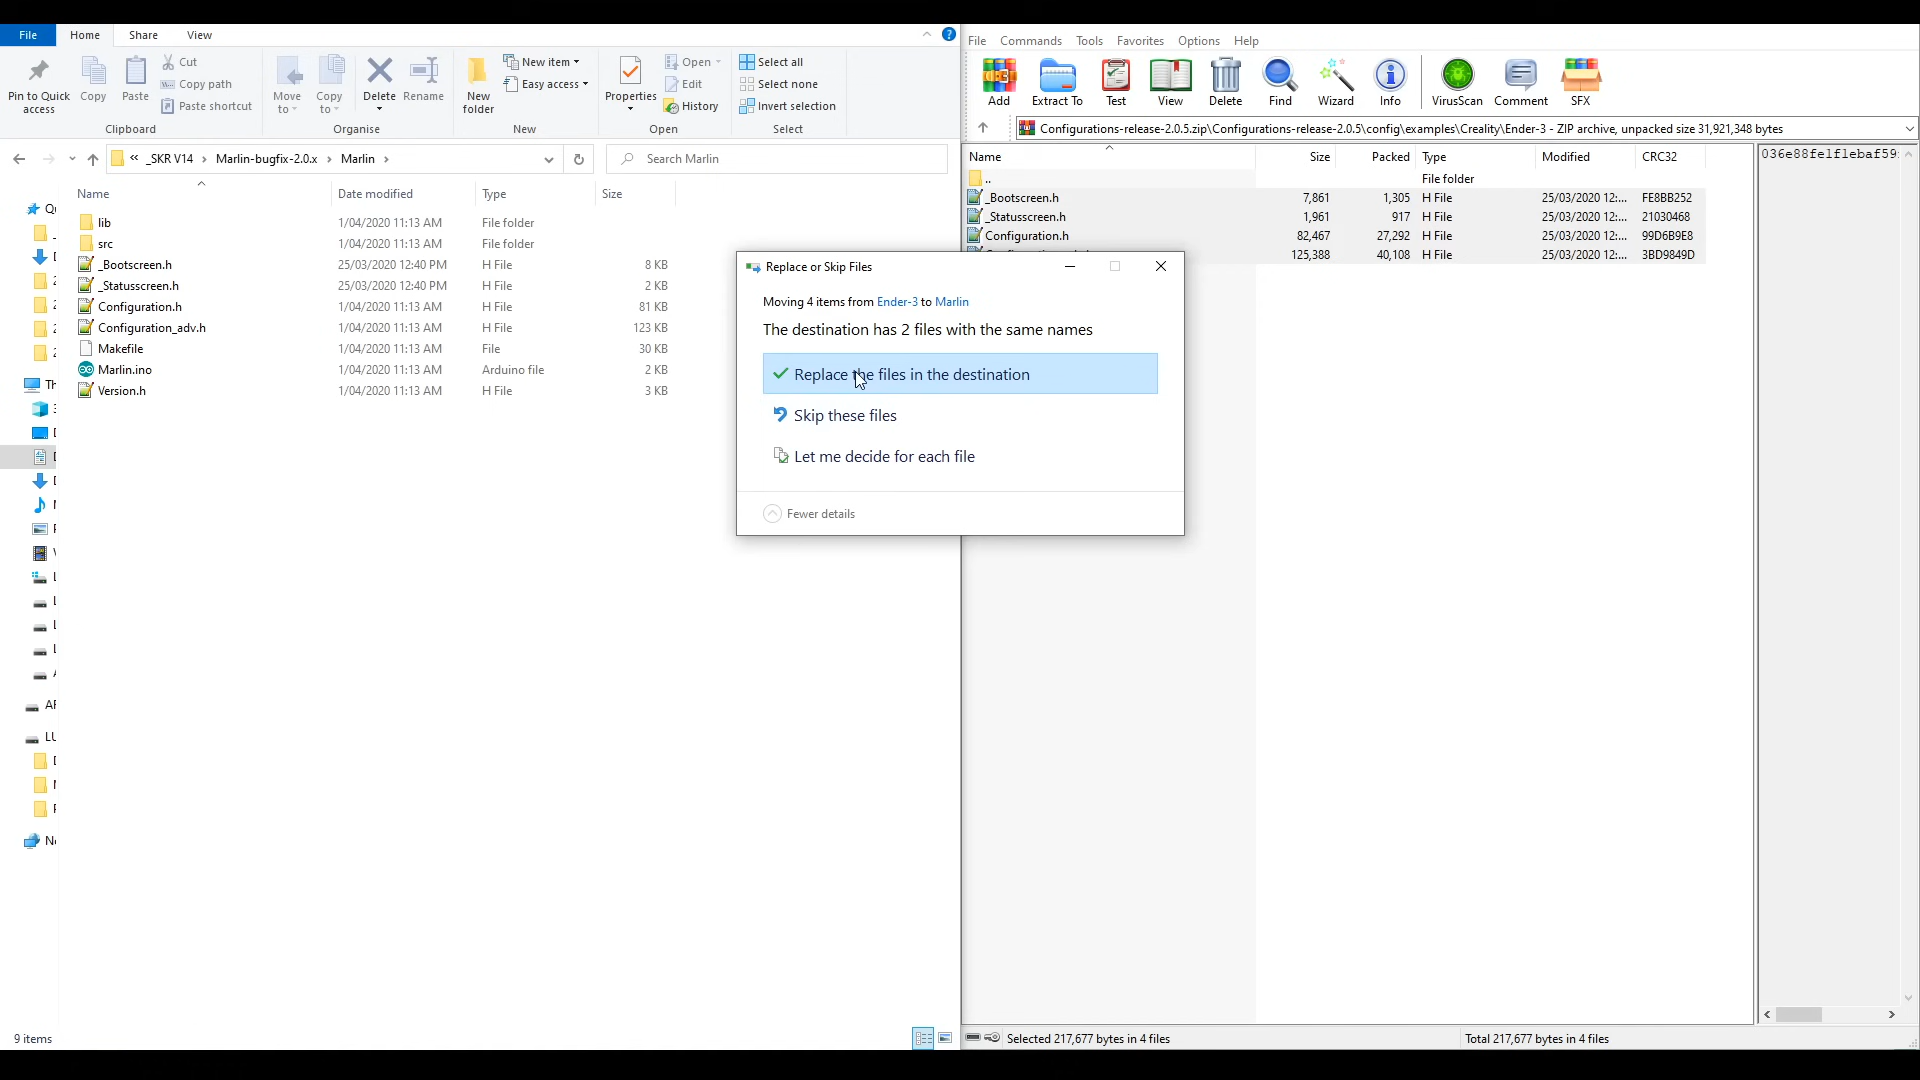 File Home Share View
Pin to Quick access
Copy
Paste
Cut
Copy path
Paste shortcut
Clipboard
Move to
Copy to
Delete
Rename
Organise
New folder
New item
Easy access
New
Properties
Open
Edit
History
Open
Select all
Select none
Invert selection
Select
« _SKR V14 › Marlin-bugfix-2.0.x › Marlin ›
Search Marlin
Name Date modified Type Size
lib 1/04/2020 11:13 AM File folder
src 1/04/2020 11:13 AM File folder
_Bootscreen.h 25/03/2020 12:40 PM H File 8 KB
_Statusscreen.h 25/03/2020 12:40 PM H File 2 KB
Configuration.h 1/04/2020 11:13 AM H File 81 KB
Configuration_adv.h 1/04/2020 11:13 AM H File 123 KB
Makefile 1/04/2020 11:13 AM File 30 KB
Marlin.ino 1/04/2020 11:13 AM Arduino file 2 KB
Version.h 1/04/2020 11:13 AM H File 3 KB
9 items
File Commands Tools Favorites Options Help
Add Extract To Test View Delete Find Wizard Info VirusScan Comment SFX
Configurations-release-2.0.5.zip\Configurations-release-2.0.5\config\examples\Creality\Ender-3 - ZIP archive, unpacked size 31,921,348 bytes
Name Size Packed Type Modified CRC32
.. File folder
_Bootscreen.h 7,861 1,305 H File 25/03/2020 12:... FE8BB252
_Statusscreen.h 1,961 917 H File 25/03/2020 12:... 21030468
Configuration.h 82,467 27,292 H File 25/03/2020 12:... 99D6B9E8
125,388 40,108 H File 25/03/2020 12:... 3BD9849D
036e88fe1f1ebaf59
Replace or Skip Files
Moving 4 items from Ender-3 to Marlin
The destination has 2 files with the same names
Replace the files in the destination
Skip these files
Let me decide for each file
Fewer details
Selected 217,677 bytes in 4 files
Total 217,677 bytes in 4 files